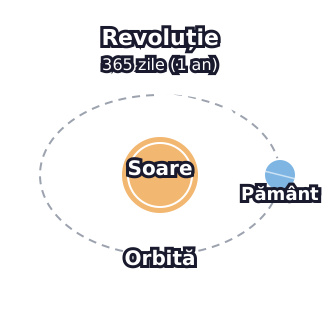 Revoluție
365 zile (1 an)
Soare
Pământ
Orbită